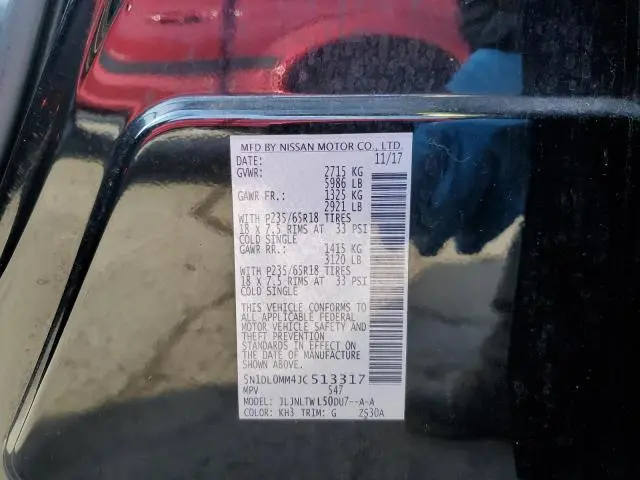 MFD BY NISSAN MOTOR CO., LTD.
DATE: 11/17
GVWR: 2715 KG
5986 LB
GAWR FR.: 1325 KG
2921 LB
WITH P235/65R18 TIRES
18 X 7.5 RIMS AT 33 PSI
COLD SINGLE
GAWR RR.: 1415 KG
3120 LB
WITH P235/65R18 TIRES
18 X 7.5 RIMS AT 33 PSI
COLD SINGLE
THIS VEHICLE CONFORMS TO
ALL APPLICABLE FEDERAL
MOTOR VEHICLE SAFETY AND
THEFT PREVENTION
STANDARDS IN EFFECT ON
THE DATE OF MANUFACTURE
SHOWN ABOVE.
5N1DL0MM4JC513317
MPV 547
JLJNLTWL50DU7--A-A
COLOR: KH3 TRIM: G ZS30A